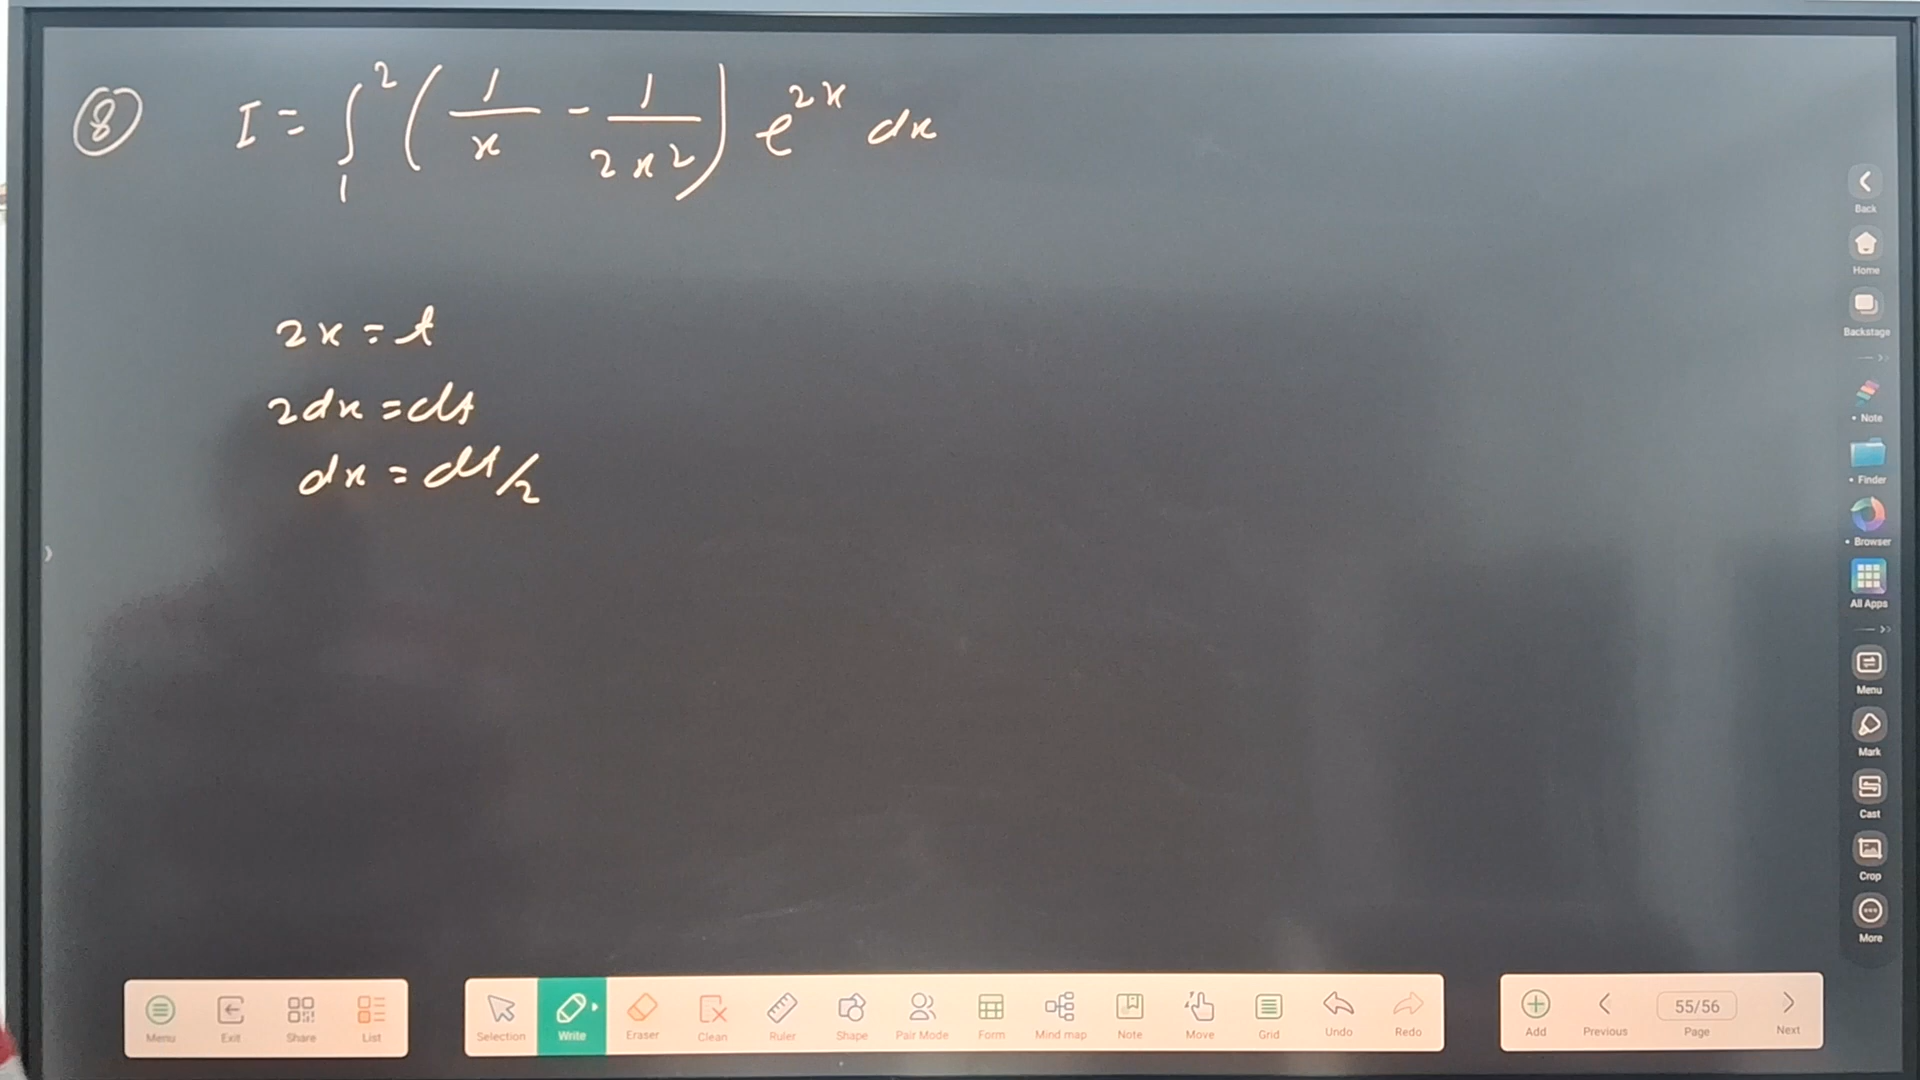 ⑧ I = ∫₁² (1/x - 1/2x²) e^{2x} dx
2x = t
2dx = dt
dx = dt/2
Back
Home
Backstage
• Note
• Finder
• Browser
All Apps
Menu
Mark
Cast
Crop
More
Menu Exit Share List Selection Write Eraser Clean Ruler Shape Pair Mode Form Mind map Note Move Grid Undo Redo Add Previous 55/56 Page Next